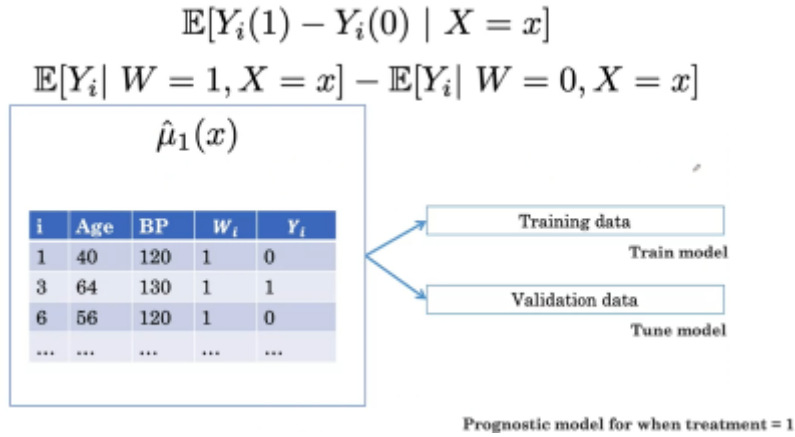 𝔼[Yᵢ(1) − Yᵢ(0) | X = x]
𝔼[Yᵢ| W = 1, X = x] − 𝔼[Yᵢ| W = 0, X = x]
μ̂₁(x)
i Age BP Wᵢ Yᵢ
1 40 120 1 0
3 64 130 1 1
6 56 120 1 0
... ... ... ... ...
Training data
Train model
Validation data
Tune model
Prognostic model for when treatment = 1